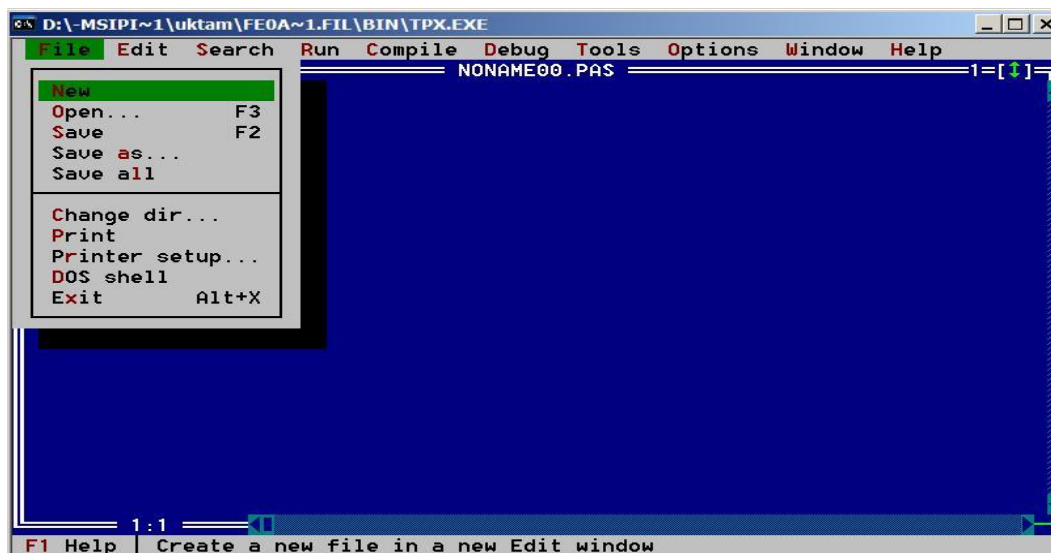 D:\-MSIPI~1\uktam\FE0A~1.FIL\BIN\TPX.EXE
File Edit Search Run Compile Debug Tools Options Window Help
NONAME00.PAS 1=[↕]
New
Open... F3
Save F2
Save as...
Save all
Change dir...
Print
Printer setup...
DOS shell
Exit Alt+X
1:1
F1 Help | Create a new file in a new Edit window